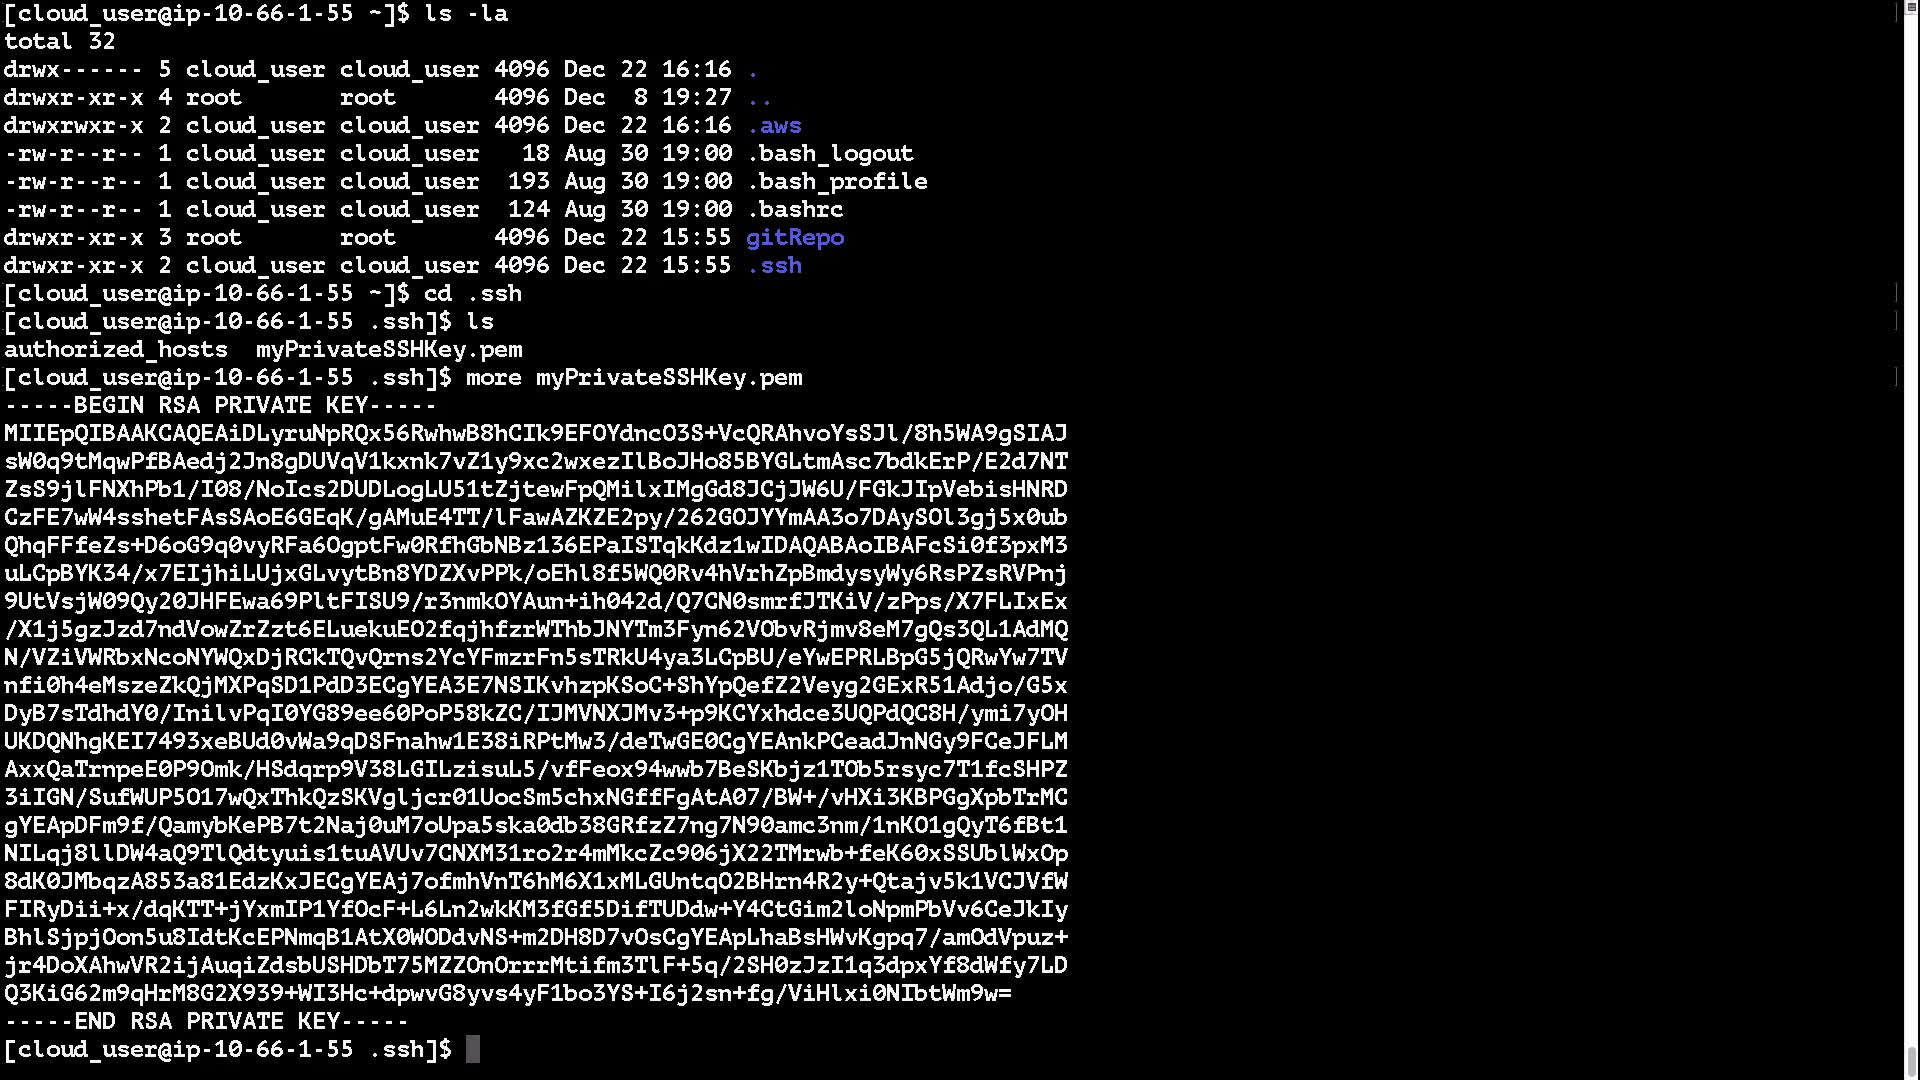 [cloud_user@ip-10-66-1-55 ~]$ ls -la
total 32
drwx------ 5 cloud_user cloud_user 4096 Dec 22 16:16 .
drwxr-xr-x 4 root       root       4096 Dec  8 19:27 ..
drwxrwxr-x 2 cloud_user cloud_user 4096 Dec 22 16:16 .aws
-rw-r--r-- 1 cloud_user cloud_user   18 Aug 30 19:00 .bash_logout
-rw-r--r-- 1 cloud_user cloud_user  193 Aug 30 19:00 .bash_profile
-rw-r--r-- 1 cloud_user cloud_user  124 Aug 30 19:00 .bashrc
drwxr-xr-x 3 root       root       4096 Dec 22 15:55 gitRepo
drwxr-xr-x 2 cloud_user cloud_user 4096 Dec 22 15:55 .ssh
[cloud_user@ip-10-66-1-55 ~]$ cd .ssh
[cloud_user@ip-10-66-1-55 .ssh]$ ls
authorized_hosts  myPrivateSSHKey.pem
[cloud_user@ip-10-66-1-55 .ssh]$ more myPrivateSSHKey.pem
-----BEGIN RSA PRIVATE KEY-----
MIIEpQIBAAKCAQEAiDLyruNpRQx56RwhwB8hCIk9EFOYdncO3S+VcQRAhvoYsSJl/8h5WA9gSIAJ
sW0q9tMqwPfBAedj2Jn8gDUVqV1kxnk7vZ1y9xc2wxezIlBoJHo85BYGLtmAsc7bdkErP/E2d7NT
ZsS9jlFNXhPb1/I08/NoIcs2DUDLogLU51tZjtewFpQMilxIMgGd8JCjJW6U/FGkJIpVebisHNRD
CzFE7wW4sshetFAsSAoE6GEqK/gAMuE4TT/lFawAZKZE2py/262GOJYYmAA3o7DAySOl3gj5x0ub
QhqFFfeZs+D6oG9q0vyRFa6OgptFw0RfhGbNBz136EPaISTqkKdz1wIDAQABAoIBAFcSi0f3pxM3
uLCpBYK34/x7EIjhiLUjxGLvytBn8YDZXvPPk/oEhl8f5WQ0Rv4hVrhZpBmdysyWy6RsPZsRVPnj
9UtVsjW09Qy20JHFEwa69PltFISU9/r3nmkOYAun+ih042d/Q7CN0smrfJTKiV/zPps/X7FLIxEx
/X1j5gzJzd7ndVowZrZzt6ELuekuEO2fqjhfzrWThbJNYTm3Fyn62VObvRjmv8eM7gQs3QL1AdMQ
N/VZiVWRbxNcoNYWQxDjRCkTQvQrns2YcYFmzrFn5sTRkU4ya3LCpBU/eYwEPRLBpG5jQRwYw7TV
nfi0h4eMszeZkQjMXPqSD1PdD3ECgYEA3E7NSIKvhzpKSoC+ShYpQefZ2Veyg2GExR51Adjo/G5x
DyB7sTdhdY0/InilvPqI0YG89ee60PoP58kZC/IJMVNXJMv3+p9KCYxhdce3UQPdQC8H/ymi7yOH
UKDQNhgKEI7493xeBUd0vWa9qDSFnahw1E38iRPtMw3/deTwGE0CgYEAnkPCeadJnNGy9FCeJFLM
AxxQaTrnpeE0P9Omk/HSdqrp9V38LGILzisuL5/vfFeox94wwb7BeSKbjz1TOb5rsyc7T1fcSHPZ
3iIGN/SufWUP5O17wQxThkQzSKVgljcr01UocSm5chxNGffFgAtA07/BW+/vHXi3KBPGgXpbTrMC
gYEApDFm9f/QamybKePB7t2Naj0uM7oUpa5ska0db38GRfzZ7ng7N90amc3nm/1nKO1gQyT6fBt1
NILqj8llDW4aQ9TlQdtyuis1tuAVUv7CNXM31ro2r4mMkcZc906jX22TMrwb+feK60xSSUblWxOp
8dK0JMbqzA853a81EdzKxJECgYEAj7ofmhVnT6hM6X1xMLGUntqO2BHrn4R2y+Qtajv5k1VCJVfW
FIRyDii+x/dqKTT+jYxmIP1YfOcF+L6Ln2wkKM3fGf5DifTUDdw+Y4CtGim2loNpmPbVv6CeJkIy
BhlSjpjOon5u8IdtKcEPNmqB1AtX0WODdvNS+m2DH8D7vOsCgYEApLhaBsHWvKgpq7/amOdVpuz+
jr4DoXAhwVR2ijAuqiZdsbUSHDbT75MZZOnOrrrMtifm3TlF+5q/2SH0zJzI1q3dpxYf8dWfy7LD
Q3KiG62m9qHrM8G2X939+WI3Hc+dpwvG8yvs4yF1bo3YS+I6j2sn+fg/ViHlxi0NIbtWm9w=
-----END RSA PRIVATE KEY-----
[cloud_user@ip-10-66-1-55 .ssh]$